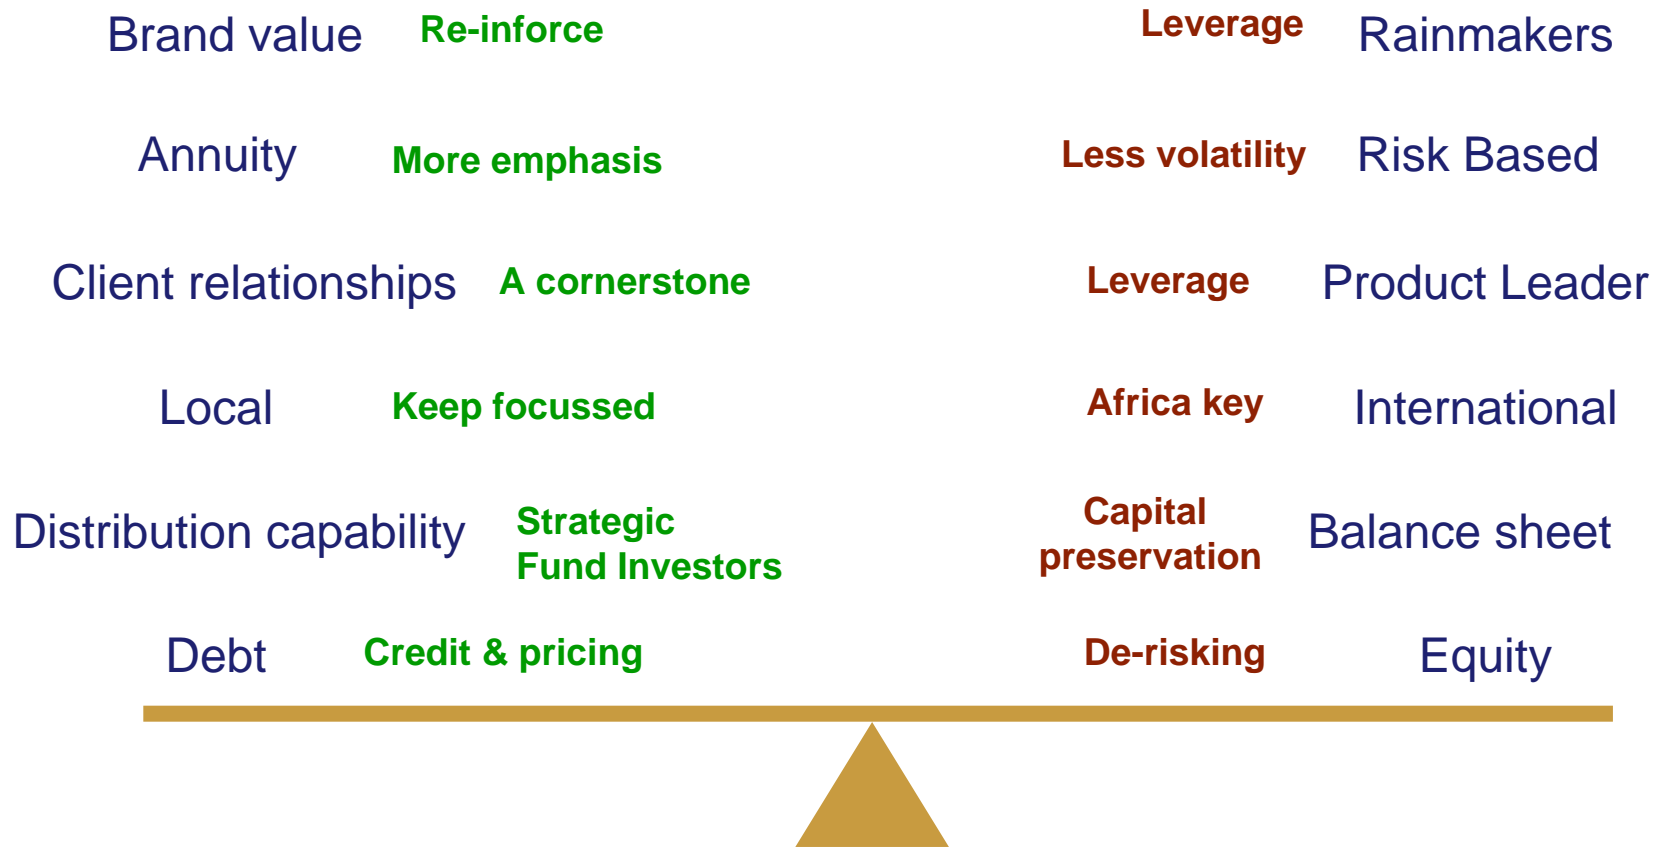 Brand value Re-inforce Leverage Rainmakers
Annuity More emphasis Less volatility Risk Based
Client relationships A cornerstone Leverage Product Leader
Local Keep focussed Africa key International
Distribution capability Strategic Capital Balance sheet
Fund Investors preservation
Debt Credit & pricing De-risking Equity